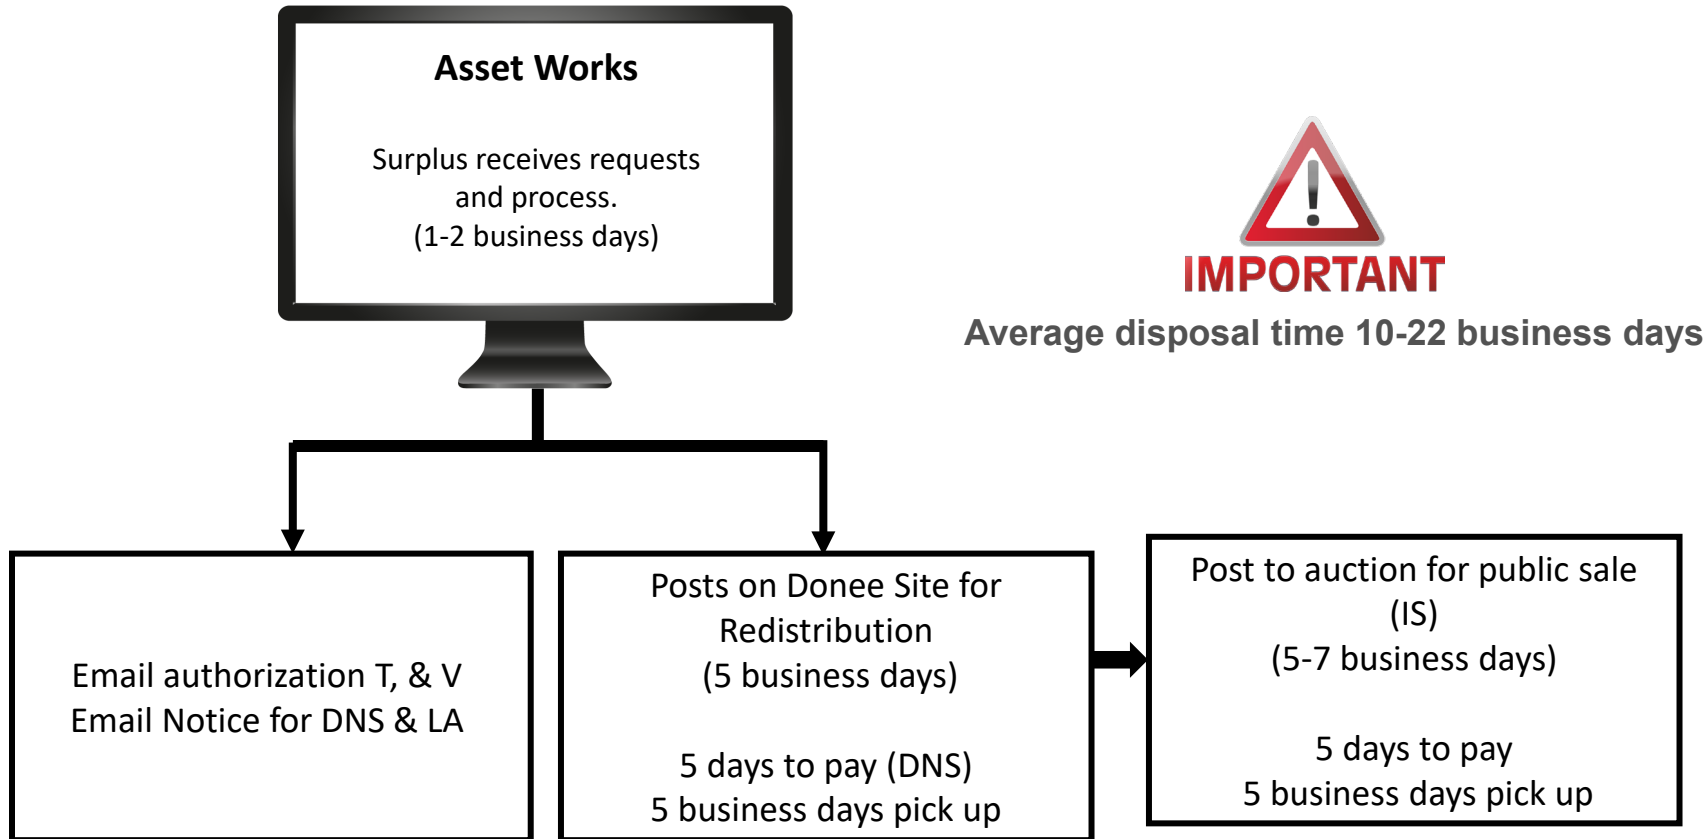 Asset Works
Surplus receives requests
and process.
(1-2 business days)
IMPORTANT
Average disposal time 10-22 business days
Email authorization T, & V
Email Notice for DNS & LA
Posts on Donee Site for
Redistribution
(5 business days)
5 days to pay (DNS)
5 business days pick up
Post to auction for public sale
(IS)
(5-7 business days)
5 days to pay
5 business days pick up